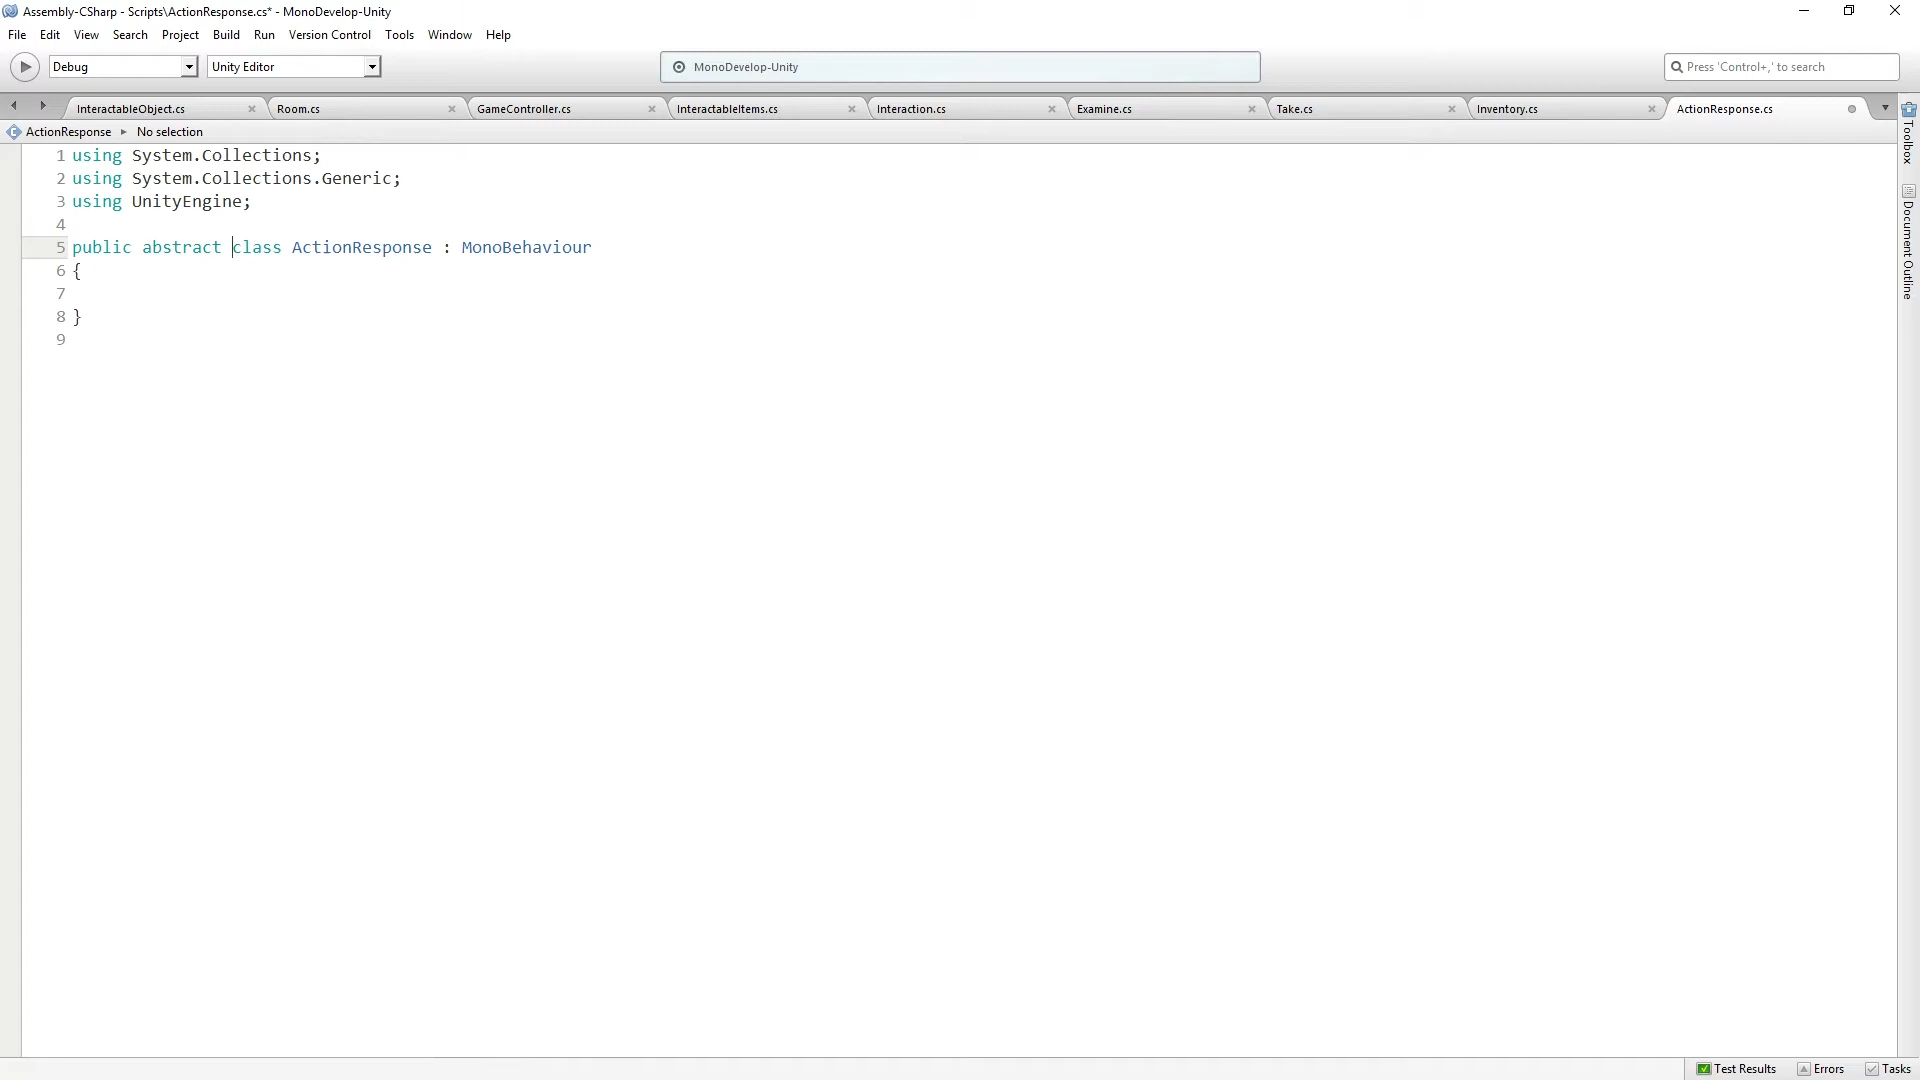 Assembly-CSharp - Scripts\ActionResponse.cs* - MonoDevelop-Unity
File Edit View Search Project Build Run Version Control Tools Window Help
Debug Unity Editor MonoDevelop-Unity Press 'Control+,' to search
InteractableObject.cs Room.cs GameController.cs InteractableItems.cs Interaction.cs Examine.cs Take.cs Inventory.cs ActionResponse.cs
ActionResponse No selection
1 using System.Collections;
2 using System.Collections.Generic;
3 using UnityEngine;
4
5 public abstract class ActionResponse : MonoBehaviour
6 {
7
8 }
9
Toolbox
Document Outline
Test Results Errors Tasks